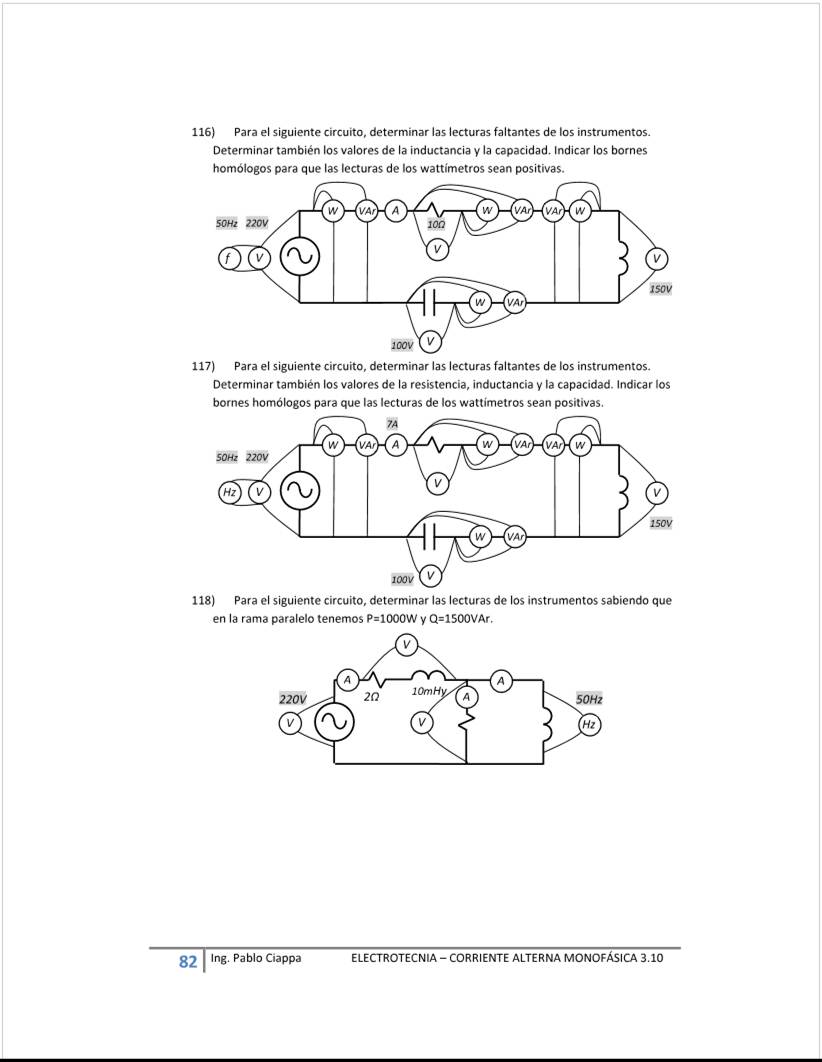 116) Para el siguiente circuito, determinar las lecturas faltantes de los instrumentos.
Determinar también los valores de la inductancia y la capacidad. Indicar los bornes
homólogos para que las lecturas de los wattímetros sean positivas.
W VAr A W VAr VAr W
50Hz 220V 10Ω
f V V V
150V
W VAr
100V V
117) Para el siguiente circuito, determinar las lecturas faltantes de los instrumentos.
Determinar también los valores de la resistencia, inductancia y la capacidad. Indicar los
bornes homólogos para que las lecturas de los wattímetros sean positivas.
7A
W VAr A W VAr VAr W
50Hz 220V
Hz V V V
150V
W VAr
100V V
118) Para el siguiente circuito, determinar las lecturas de los instrumentos sabiendo que
en la rama paralelo tenemos P=1000W y Q=1500VAr.
V
A A
220V 2Ω 10mHy A 50Hz
V V Hz
82 Ing. Pablo Ciappa ELECTROTECNIA – CORRIENTE ALTERNA MONOFÁSICA 3.10